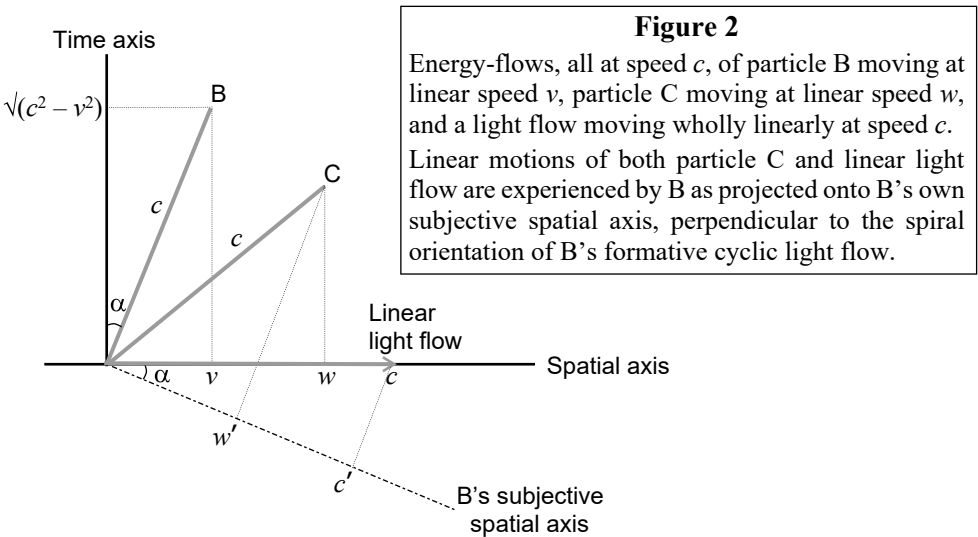 Time axis
Figure 2
Energy-flows, all at speed c, of particle B moving at
linear speed v, particle C moving at linear speed w,
and a light flow moving wholly linearly at speed c.
Linear motions of both particle C and linear light
flow are experienced by B as projected onto B's own
subjective spatial axis, perpendicular to the spiral
orientation of B's formative cyclic light flow.
√(c² – v²)
B
C
c
c
α
Linear
light flow
Spatial axis
α
v
w
c
w'
c'
B's subjective
spatial axis